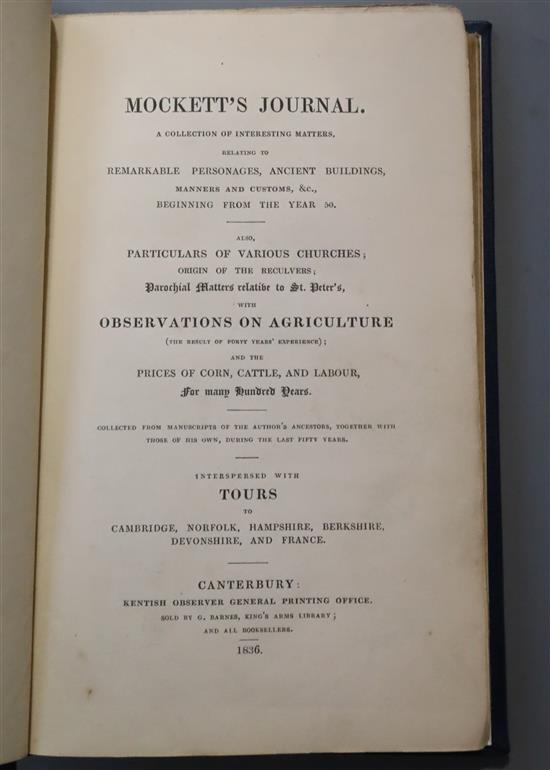 MOCKETT'S JOURNAL.
A COLLECTION OF INTERESTING MATTERS,
RELATING TO
REMARKABLE PERSONAGES, ANCIENT BUILDINGS,
MANNERS AND CUSTOMS, &c.,
BEGINNING FROM THE YEAR 50.
ALSO,
PARTICULARS OF VARIOUS CHURCHES;
ORIGIN OF THE RECULVERS;
Parochial Matters relative to St. Peter's,
WITH
OBSERVATIONS ON AGRICULTURE
(THE RESULT OF FORTY YEARS' EXPERIENCE);
AND THE
PRICES OF CORN, CATTLE, AND LABOUR,
For many Hundred Years.
COLLECTED FROM MANUSCRIPTS OF THE AUTHOR'S ANCESTORS, TOGETHER WITH
THOSE OF HIS OWN, DURING THE LAST FIFTY YEARS.
INTERSPERSED WITH
TOURS
TO
CAMBRIDGE, NORFOLK, HAMPSHIRE, BERKSHIRE,
DEVONSHIRE, AND FRANCE.
CANTERBURY:
KENTISH OBSERVER GENERAL PRINTING OFFICE.
SOLD BY G. BARNES, KING'S ARMS LIBRARY;
AND ALL BOOKSELLERS.
1836.